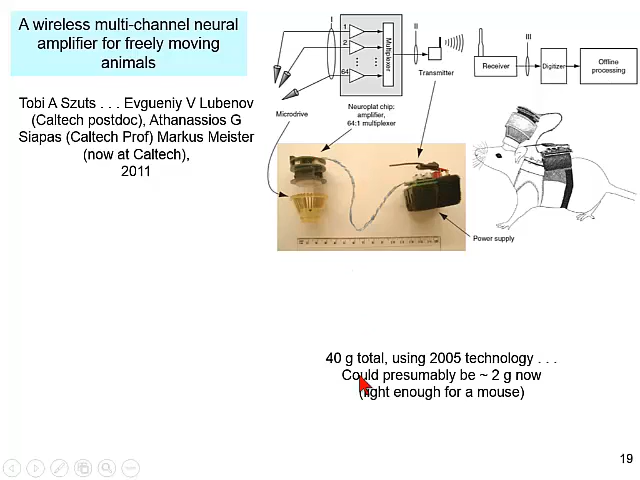 A wireless multi-channel neural
amplifier for freely moving
animals
Tobi A Szuts . . . Evgueniy V Lubenov
(Caltech postdoc), Athanassios G
Siapas (Caltech Prof) Markus Meister
(now at Caltech),
2011
I
II
III
1
2
64
Multiplexer
Transmitter
Receiver
Digitizer
Offline
processing
Microdrive
Neuroplat chip:
amplifier,
64:1 multiplexer
Power supply
40 g total, using 2005 technology . . .
Could presumably be ~ 2 g now
(light enough for a mouse)
19